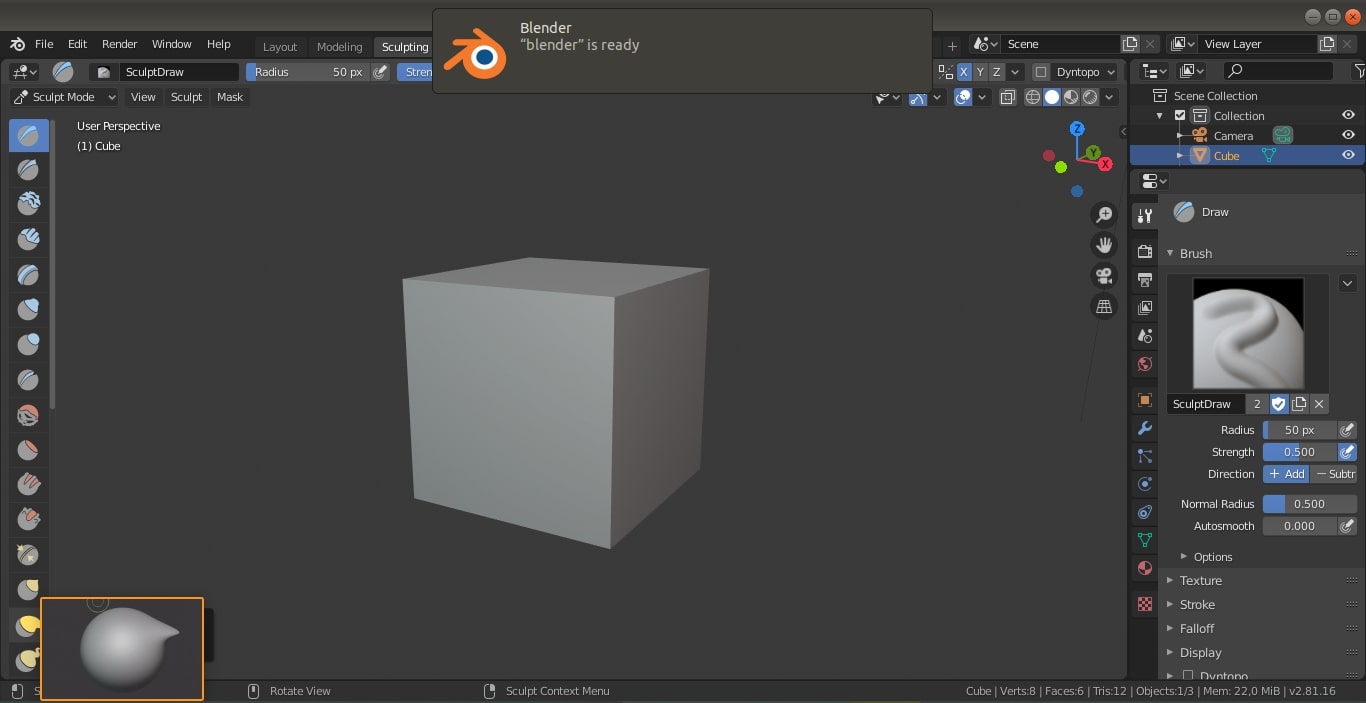 Blender
“blender” is ready
File Edit Render Window Help Layout Modeling Sculpting
Scene
View Layer
SculptDraw
Radius 50 px
Stren
X Y Z
Dyntopo
Sculpt Mode View Sculpt Mask
User Perspective
(1) Cube
Z
Y
X
Scene Collection
Collection
Camera
Cube
Draw
Brush
SculptDraw 2
Radius 50 px
Strength 0.500
Direction + Add − Subtr
Normal Radius 0.500
Autosmooth 0.000
Options
Texture
Stroke
Falloff
Display
Dyntopo
S
Rotate View
Sculpt Context Menu
Cube | Verts:8 | Faces:6 | Tris:12 | Objects:1/3 | Mem: 22,0 MiB | v2.81.16